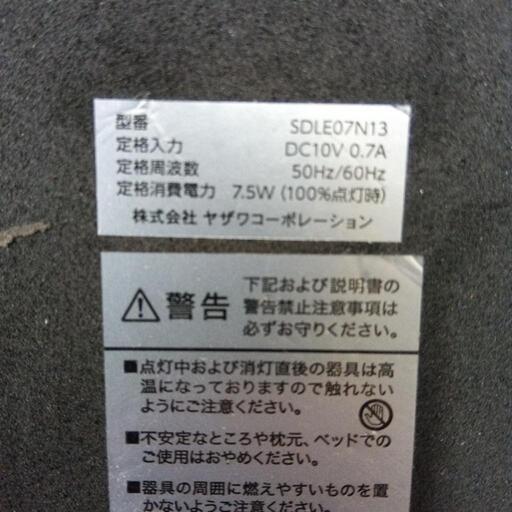 型番 SDLE07N13
定格入力 DC10V 0.7A
定格周波数 50Hz/60Hz
定格消費電力 7.5W (100%点灯時)
株式会社 ヤザワコーポレーション
警告
下記および説明書の
警告禁止注意事項は
必ずお守りください。
■点灯中および消灯直後の器具は高
温になっておりますので触れない
ようにご注意ください。
■不安定なところや枕元、ベッドでの
ご使用はおやめください。
■器具の周囲に燃えやすいものを置
かないようご注意ください。